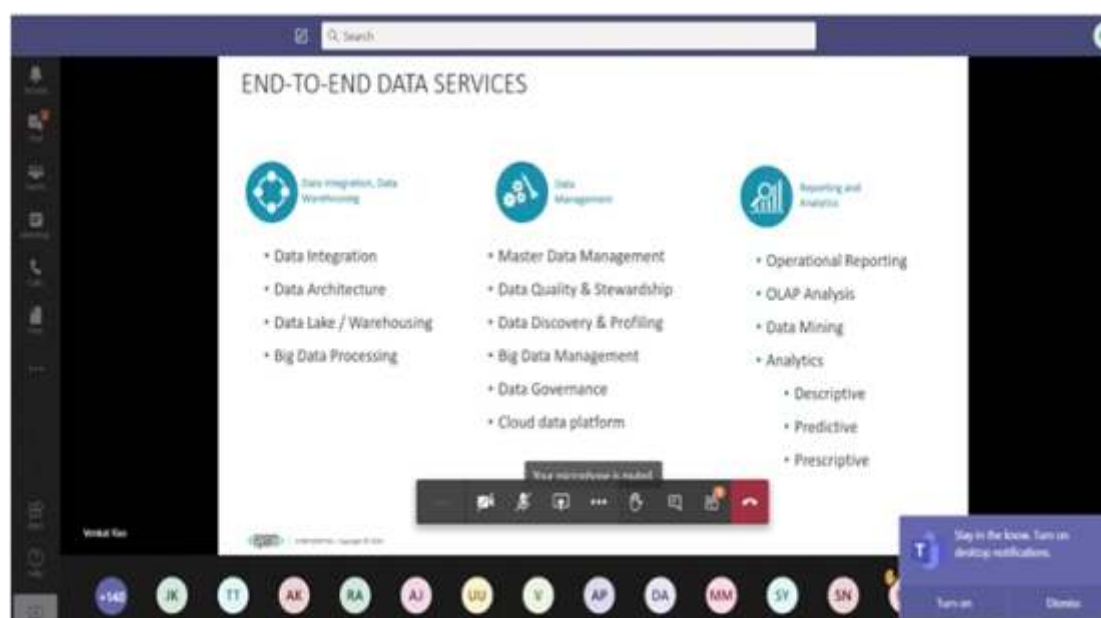 Search
END-TO-END DATA SERVICES
Data Integration, Data
Warehousing
• Data Integration
• Data Architecture
• Data Lake / Warehousing
• Big Data Processing
Data
Management
• Master Data Management
• Data Quality & Stewardship
• Data Discovery & Profiling
• Big Data Management
• Data Governance
• Cloud data platform
Reporting and
Analytics
• Operational Reporting
• OLAP Analysis
• Data Mining
• Analytics
• Descriptive
• Predictive
• Prescriptive
Your microphone is muted
Venkat Rao
<epam>
Stay in the know. Turn on
desktop notifications.
Turn on
Dismiss
+140
JK
TT
AK
RA
AJ
UU
V
AP
DA
MM
SY
SN